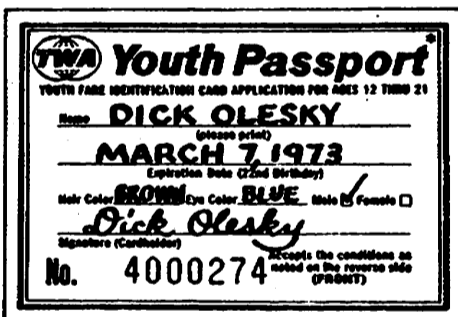 TWA Youth Passport*
YOUTH FARE IDENTIFICATION CARD APPLICATION FOR AGES 12 THRU 21
Name DICK OLESKY
(please print)
MARCH 7, 1973
Expiration Date (22nd Birthday)
Hair Color BROWN Eye Color BLUE Male ☑ Female ☐
Dick Olesky
Signature (Cardholder)
Accepts the conditions as
No. 4000274 noted on the reverse side
(FRONT)